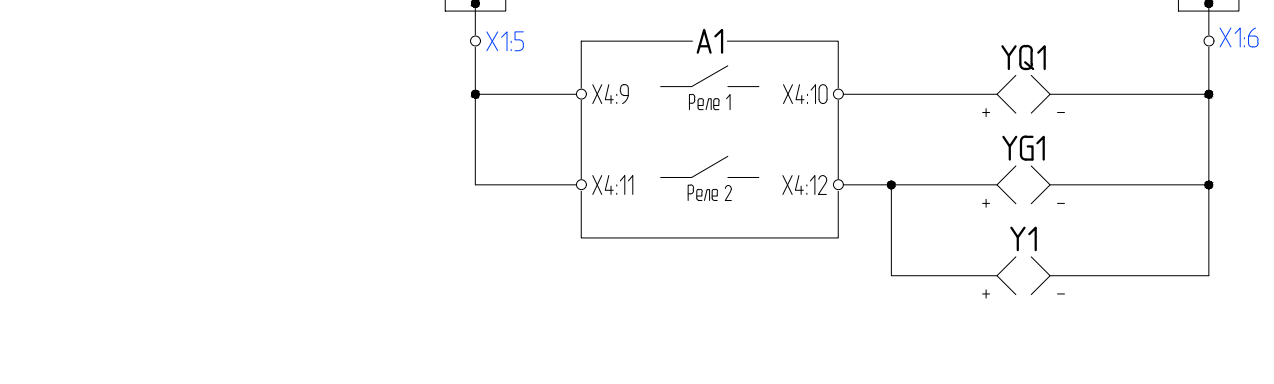 X1:5
A1
X1:6
YQ1
X4:9
X4:10
Реле 1
+ −
YG1
X4:11
X4:12
Реле 2
+ −
Y1
+ −